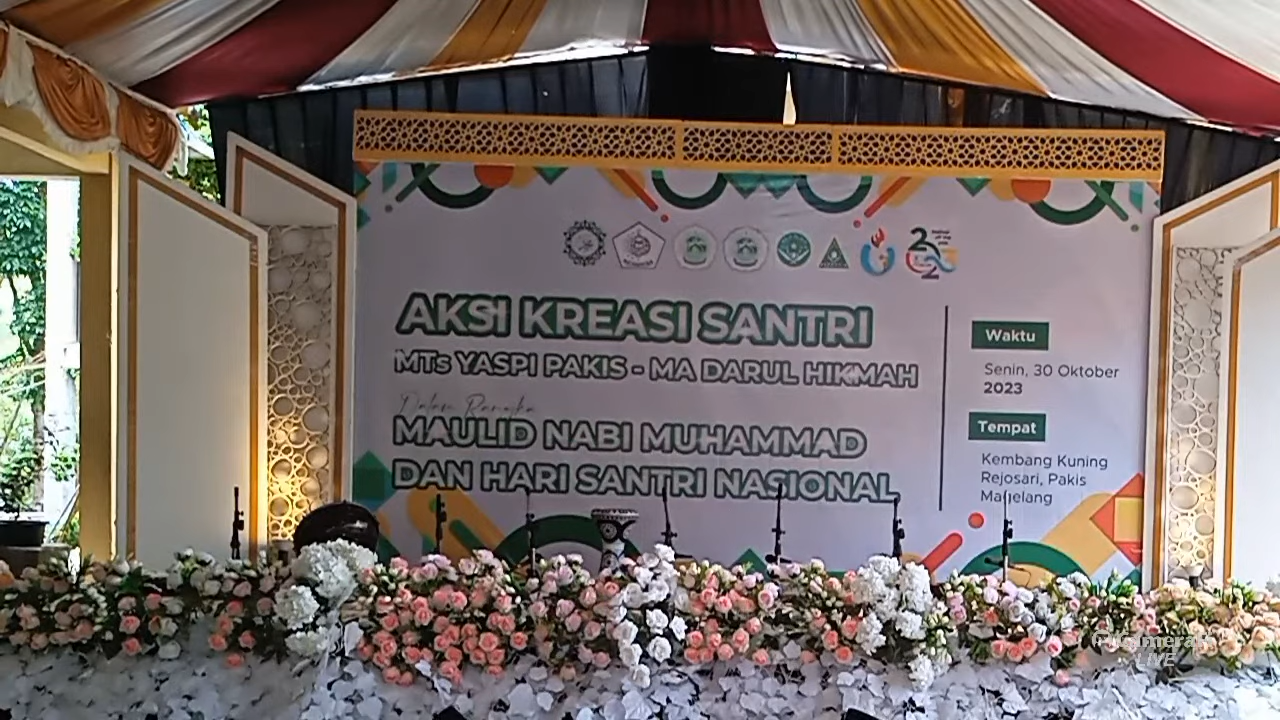 AKSI KREASI SANTRI
MTs YASPI PAKIS - MA DARUL HIKMAH
Dalam Rangka
MAULID NABI MUHAMMAD
DAN HARI SANTRI NASIONAL
Waktu
Senin, 30 Oktober
2023
Tempat
Kembang Kuning
Rejosari, Pakis
Magelang
LIVE